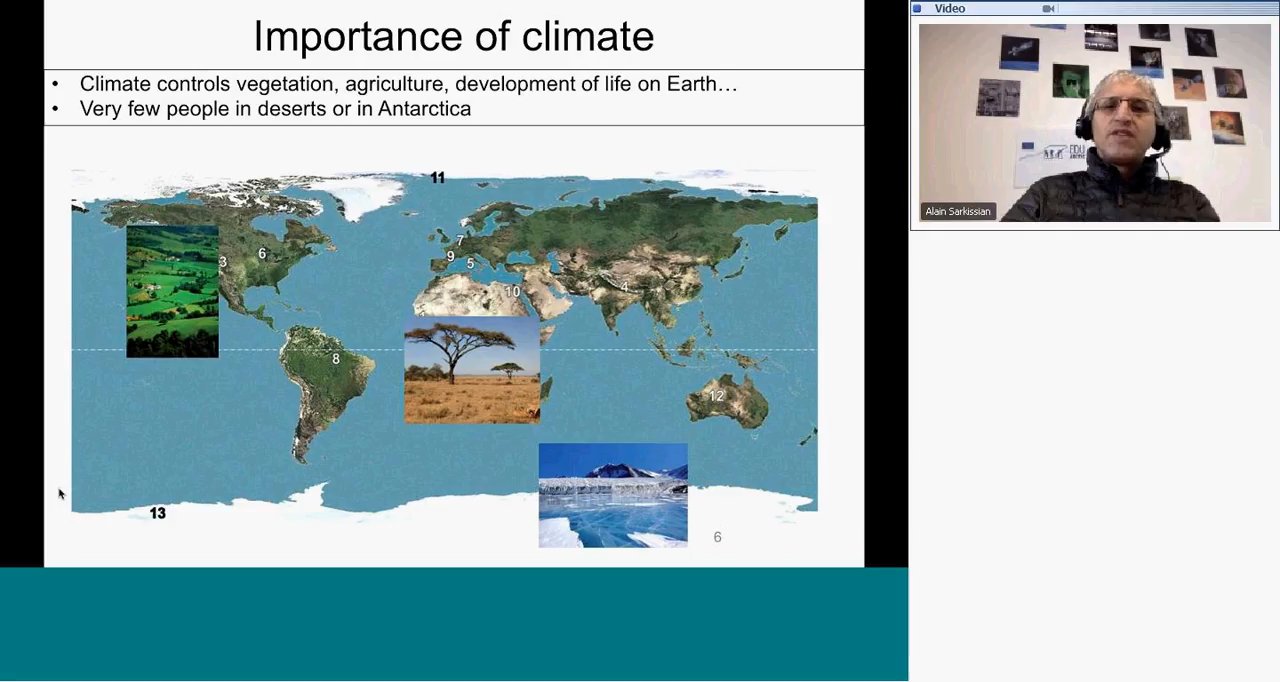 Importance of climate
• Climate controls vegetation, agriculture, development of life on Earth…
• Very few people in deserts or in Antarctica
11
7
6
3
9
5
4
10
8
12
13
6
Video
EDU
Alain Sarkissian